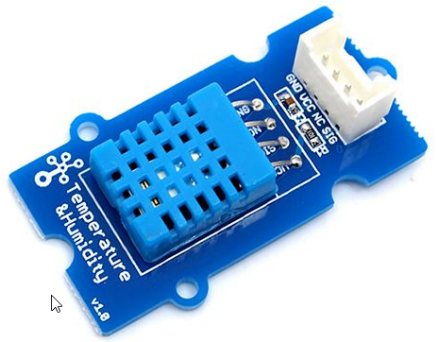 GND VCC NC SIG
Temperature
&Humidity
v1.0